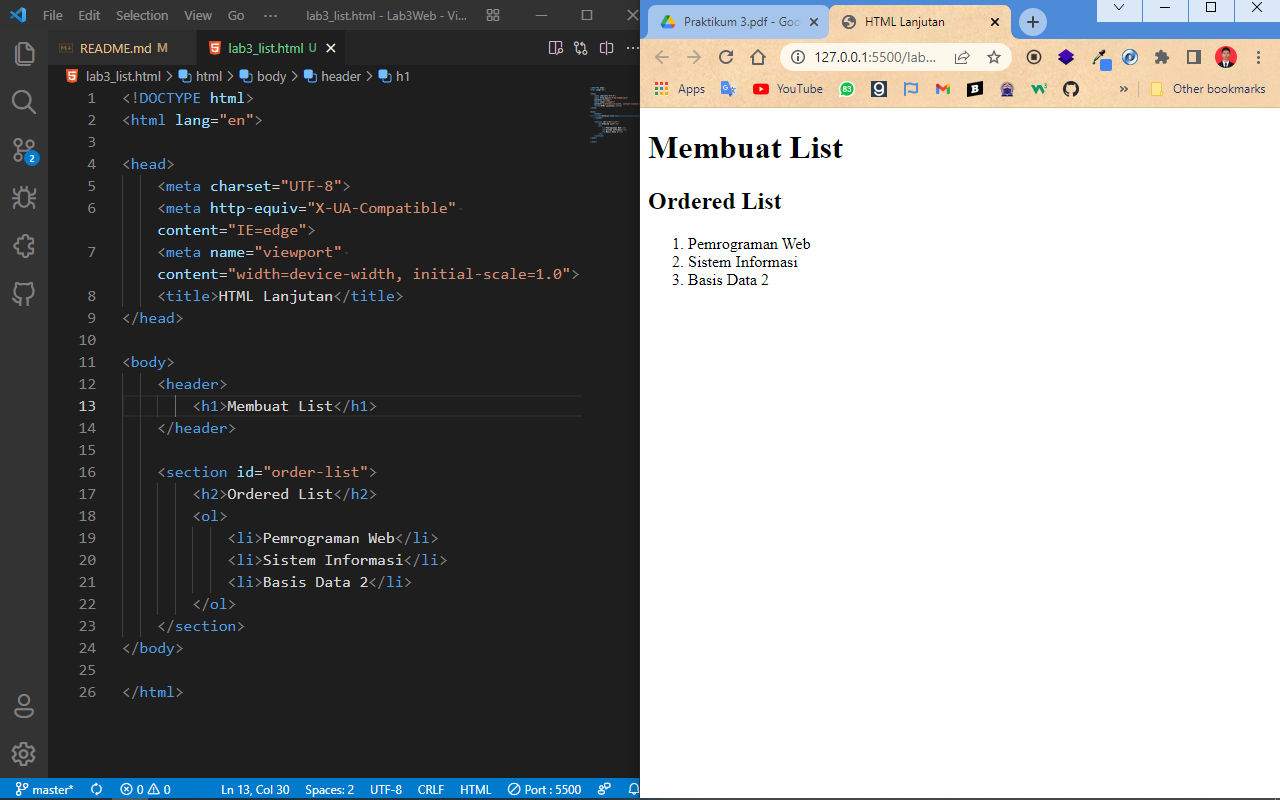 File Edit Selection View Go ··· lab3_list.html - Lab3Web - Vi...
README.md M lab3_list.html U
lab3_list.html > html > body > header > h1
1 <!DOCTYPE html>
2 <html lang="en">
3
4 <head>
5 <meta charset="UTF-8">
6 <meta http-equiv="X-UA-Compatible"
content="IE=edge">
7 <meta name="viewport"
content="width=device-width, initial-scale=1.0">
8 <title>HTML Lanjutan</title>
9 </head>
10
11 <body>
12 <header>
13 <h1>Membuat List</h1>
14 </header>
15
16 <section id="order-list">
17 <h2>Ordered List</h2>
18 <ol>
19 <li>Pemrograman Web</li>
20 <li>Sistem Informasi</li>
21 <li>Basis Data 2</li>
22 </ol>
23 </section>
24 </body>
25
26 </html>
2
master* 0 0 Ln 13, Col 30 Spaces: 2 UTF-8 CRLF HTML Port : 5500
Praktikum 3.pdf - Goo HTML Lanjutan
127.0.0.1:5500/lab...
Apps YouTube 83 Other bookmarks
Membuat List
Ordered List
1. Pemrograman Web
2. Sistem Informasi
3. Basis Data 2